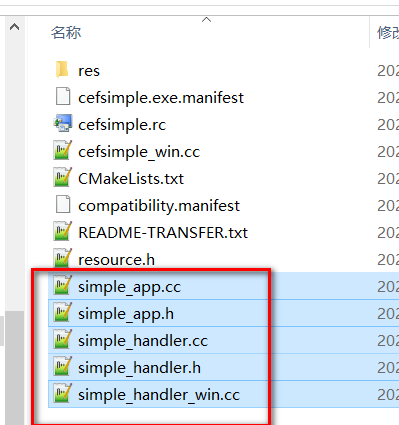 名称
修改
res
202
cefsimple.exe.manifest
202
cefsimple.rc
202
cefsimple_win.cc
202
CMakeLists.txt
202
compatibility.manifest
202
README-TRANSFER.txt
202
resource.h
202
simple_app.cc
202
simple_app.h
202
simple_handler.cc
202
simple_handler.h
202
simple_handler_win.cc
202